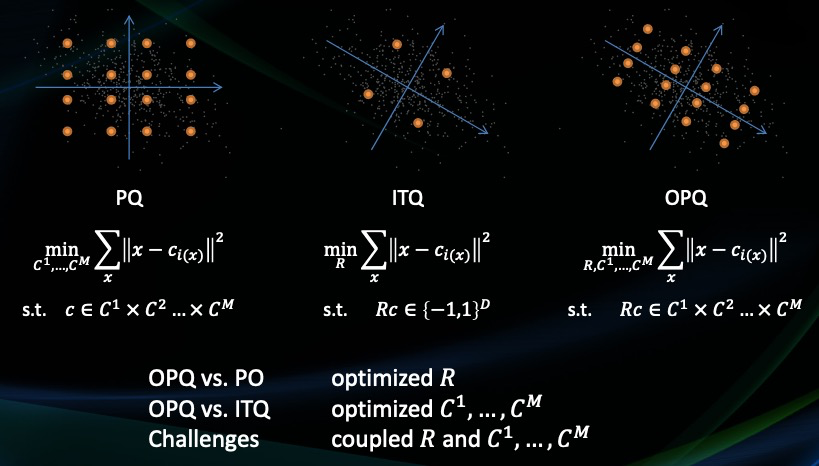 PQ ITQ OPQ
min_{C^1,…,C^M} ∑_x ‖x − c_{i(x)}‖^2 min_R ∑_x ‖x − c_{i(x)}‖^2 min_{R,C^1,…,C^M} ∑_x ‖x − c_{i(x)}‖^2
s.t. c ∈ C^1 × C^2 … × C^M s.t. Rc ∈ {−1,1}^D s.t. Rc ∈ C^1 × C^2 … × C^M
OPQ vs. PO optimized R
OPQ vs. ITQ optimized C^1, … , C^M
Challenges coupled R and C^1, … , C^M